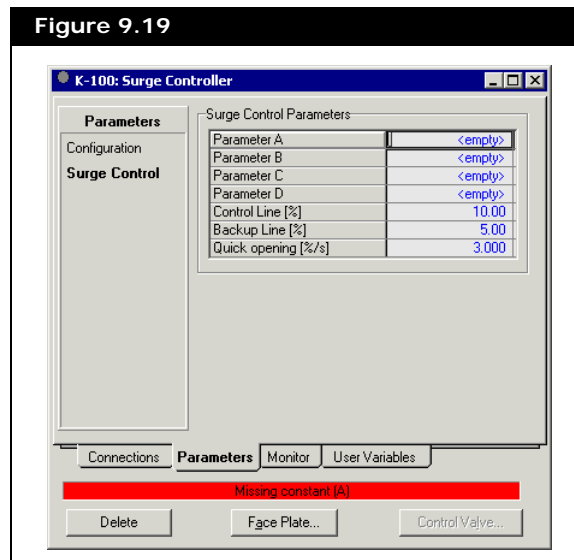 Figure 9.19
K-100: Surge Controller
Parameters
Configuration
Surge Control
Surge Control Parameters
Parameter A <empty>
Parameter B <empty>
Parameter C <empty>
Parameter D <empty>
Control Line [%] 10.00
Backup Line [%] 5.00
Quick opening [%/s] 3.000
Connections Parameters Monitor User Variables
Missing constant (A)
Delete Face Plate... Control Valve...